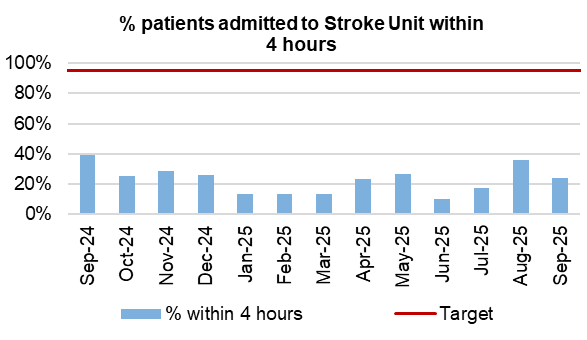 % patients admitted to Stroke Unit within
4 hours
100%
80%
60%
40%
20%
0%
Sep-24
Oct-24
Nov-24
Dec-24
Jan-25
Feb-25
Mar-25
Apr-25
May-25
Jun-25
Jul-25
Aug-25
Sep-25
% within 4 hours
Target